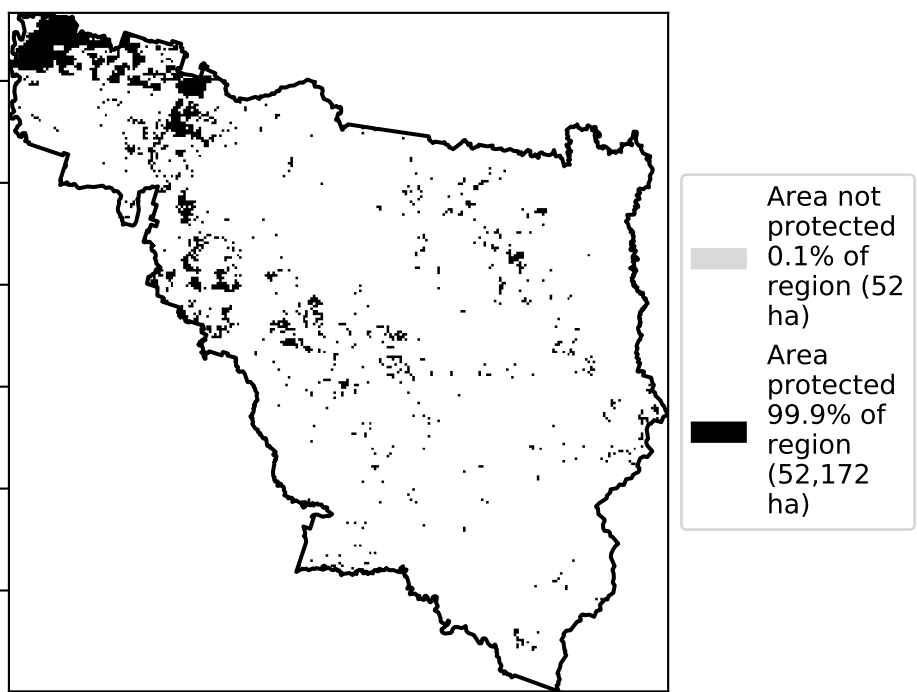 Area not
protected
0.1% of
region (52
ha)
Area
protected
99.9% of
region
(52,172
ha)